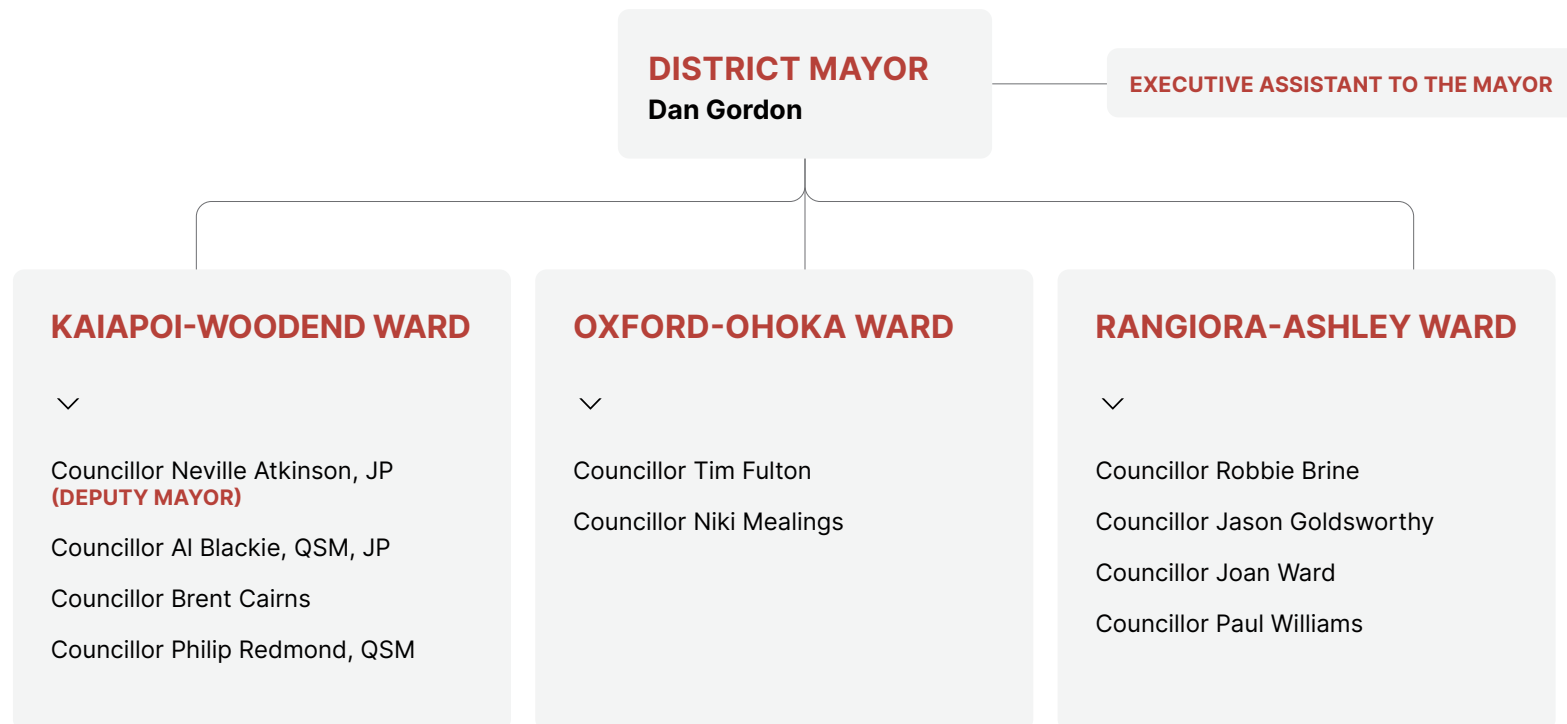 DISTRICT MAYOR
Dan Gordon
EXECUTIVE ASSISTANT TO THE MAYOR
KAIAPOI-WOODEND WARD
Councillor Neville Atkinson, JP
(DEPUTY MAYOR)
Councillor Al Blackie, QSM, JP
Councillor Brent Cairns
Councillor Philip Redmond, QSM
OXFORD-OHOKA WARD
Councillor Tim Fulton
Councillor Niki Mealings
RANGIORA-ASHLEY WARD
Councillor Robbie Brine
Councillor Jason Goldsworthy
Councillor Joan Ward
Councillor Paul Williams